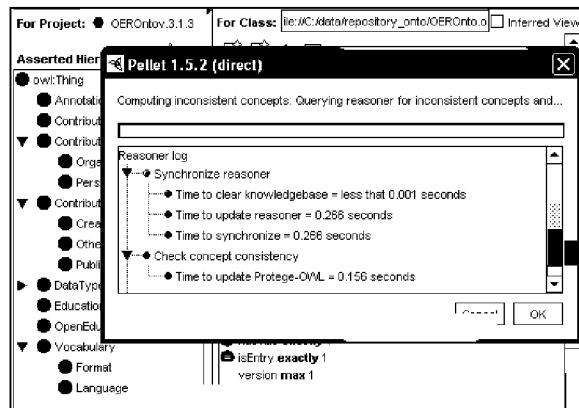 For Project: OEROntov.3.1.3
For Class: ile://C:/data/repository_onto/OEROnto.o Inferred View
Asserted Hier
Pellet 1.5.2 (direct)
owl:Thing
Annotatio
Contribut
Contribut
Orga
Pers
Contribut
Crea
Othe
Publi
DataType
Education
OpenEdu
Vocabulary
Format
Language
Computing inconsistent concepts: Querying reasoner for inconsistent concepts and...
Reasoner log
Synchronize reasoner
Time to clear knowledgebase = less that 0.001 seconds
Time to update reasoner = 0.266 seconds
Time to synchronize = 0.266 seconds
Check concept consistency
Time to update Protege-OWL = 0.156 seconds
OK
isEntry exactly 1
version max 1